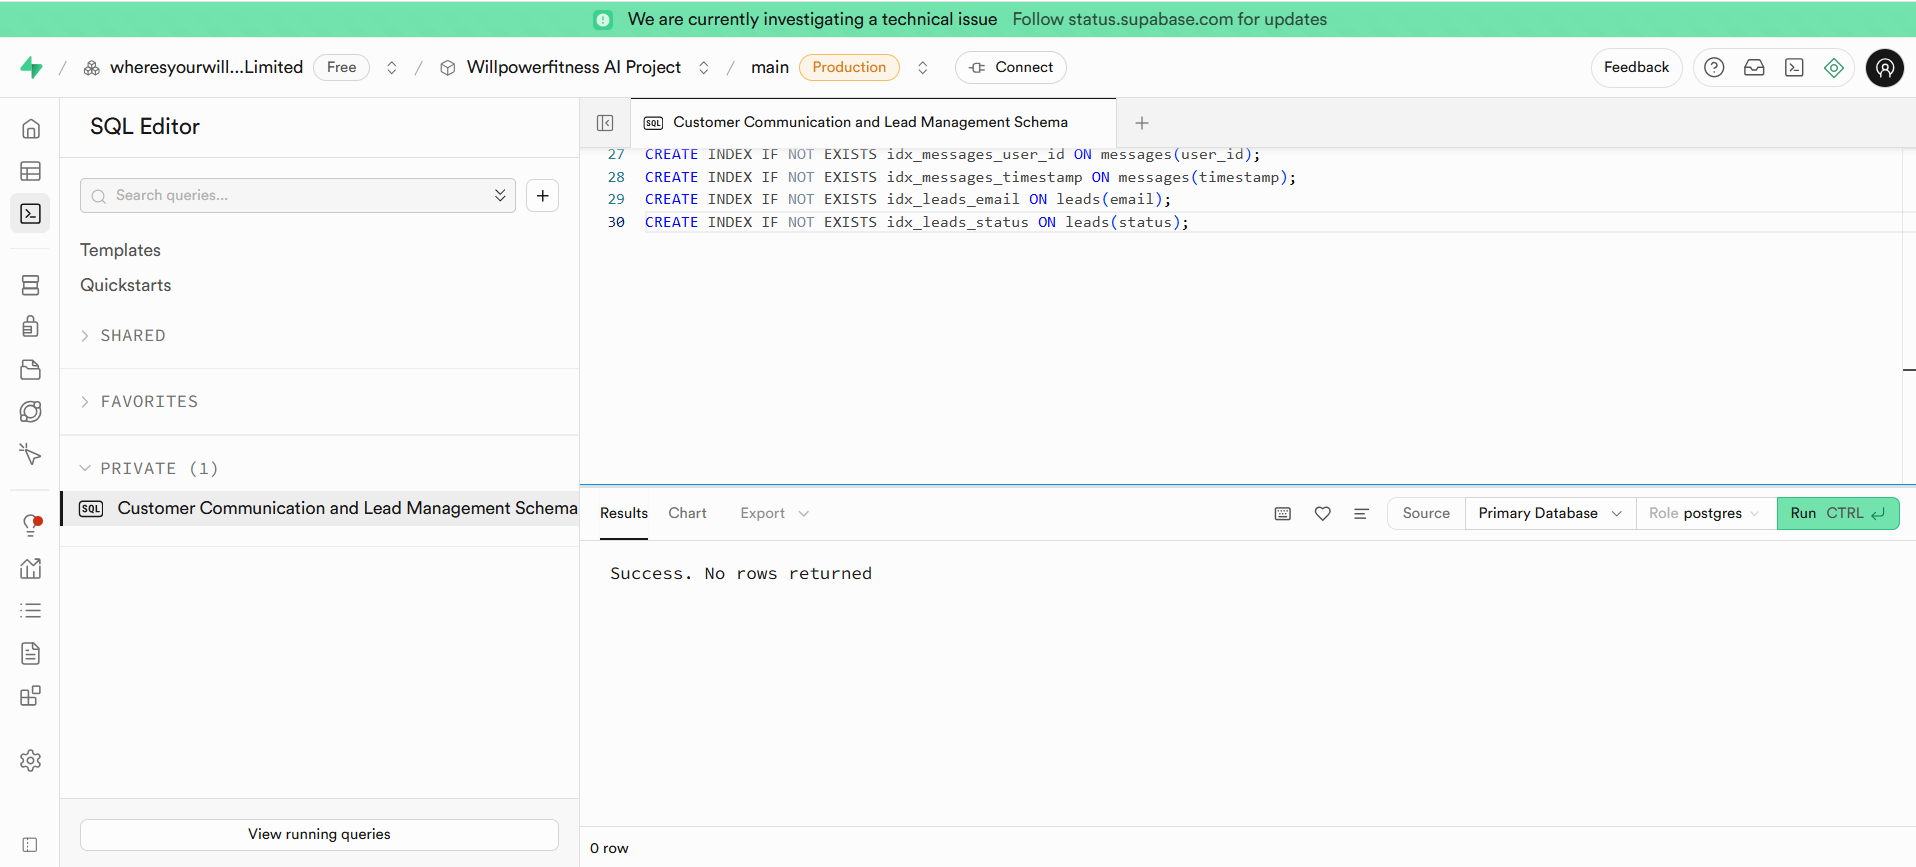 We are currently investigating a technical issue Follow status.supabase.com for updates
/ wheresyourwill...Limited Free / Willpowerfitness AI Project / main Production Connect Feedback
SQL Editor
Search queries...
Templates
Quickstarts
SHARED
FAVORITES
PRIVATE (1)
SQL Customer Communication and Lead Management Schema
View running queries
SQL Customer Communication and Lead Management Schema
27 CREATE INDEX IF NOT EXISTS idx_messages_user_id ON messages(user_id);
28 CREATE INDEX IF NOT EXISTS idx_messages_timestamp ON messages(timestamp);
29 CREATE INDEX IF NOT EXISTS idx_leads_email ON leads(email);
30 CREATE INDEX IF NOT EXISTS idx_leads_status ON leads(status);
Results Chart Export Source Primary Database Role postgres Run CTRL
Success. No rows returned
0 row